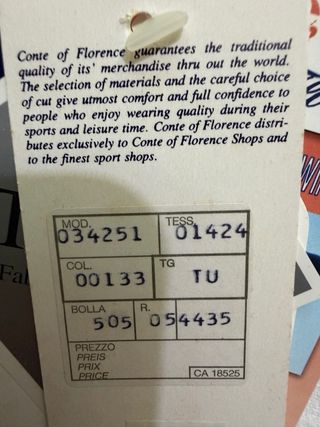 Conte of Florence guarantees the traditional
quality of its' merchandise thru out the world.
The selection of materials and the careful choice
of cut give utmost comfort and full confidence to
people who enjoy wearing quality during their
sports and leisure time. Conte of Florence distri-
butes exclusively to Conte of Florence Shops and
to the finest sport shops.
MOD. TESS.
034251 01424
COL. TG
00133 TU
BOLLA R.
505 054435
PREZZO
PREIS
PRIX
PRICE CA 18525